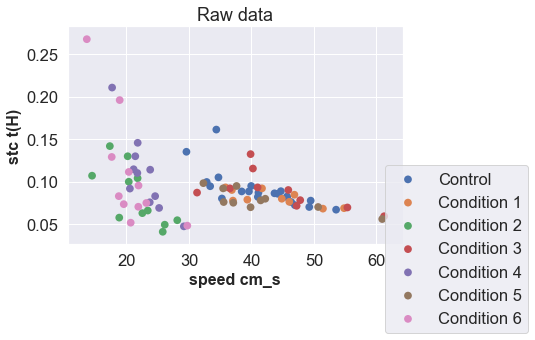 Raw data
0.25
0.20
0.15
0.10
0.05
stc t(H)
20
30
40
50
60
speed cm_s
Control
Condition 1
Condition 2
Condition 3
Condition 4
Condition 5
Condition 6